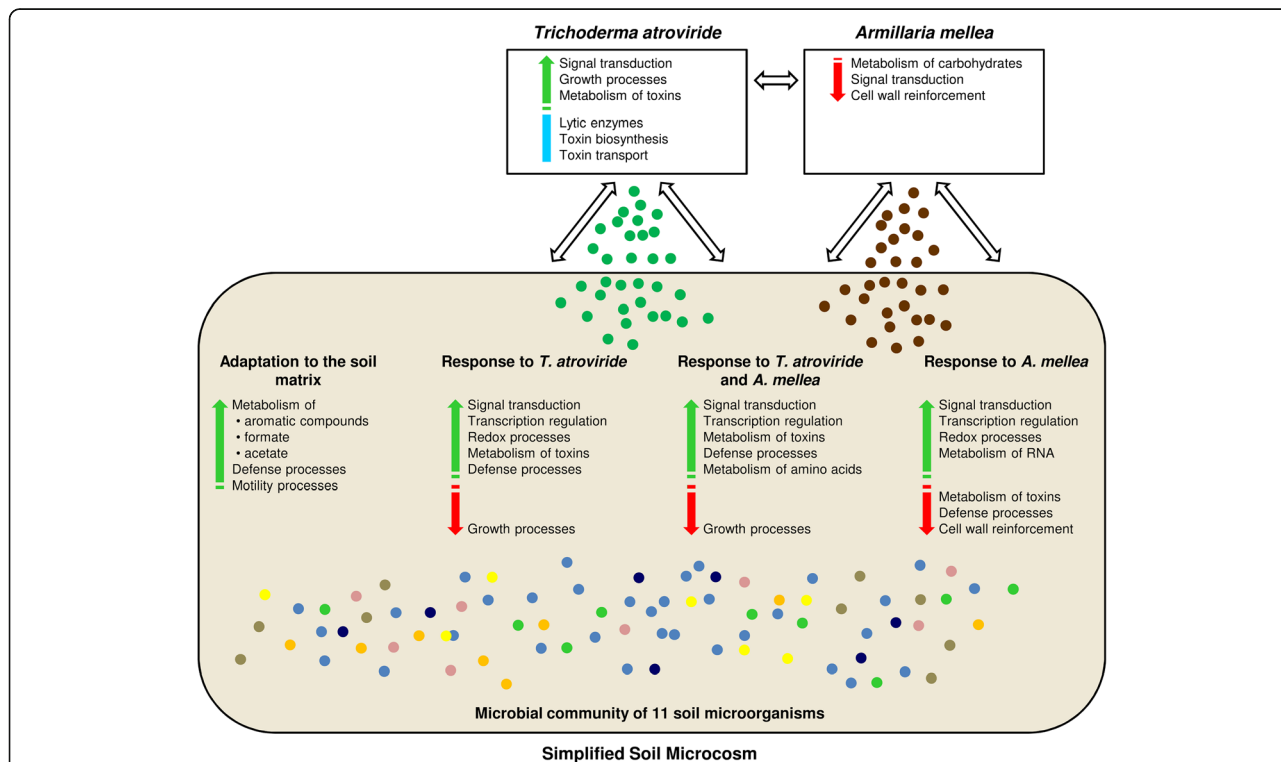 Trichoderma atroviride
Signal transduction
Growth processes
Metabolism of toxins
Lytic enzymes
Toxin biosynthesis
Toxin transport
Armillaria mellea
Metabolism of carbohydrates
Signal transduction
Cell wall reinforcement
Adaptation to the soil
matrix
Metabolism of
• aromatic compounds
• formate
• acetate
Defense processes
Motility processes
Response to T. atroviride
Signal transduction
Transcription regulation
Redox processes
Metabolism of toxins
Defense processes
Growth processes
Response to T. atroviride
and A. mellea
Signal transduction
Transcription regulation
Metabolism of toxins
Defense processes
Metabolism of amino acids
Growth processes
Response to A. mellea
Signal transduction
Transcription regulation
Redox processes
Metabolism of RNA
Metabolism of toxins
Defense processes
Cell wall reinforcement
Microbial community of 11 soil microorganisms
Simplified Soil Microcosm